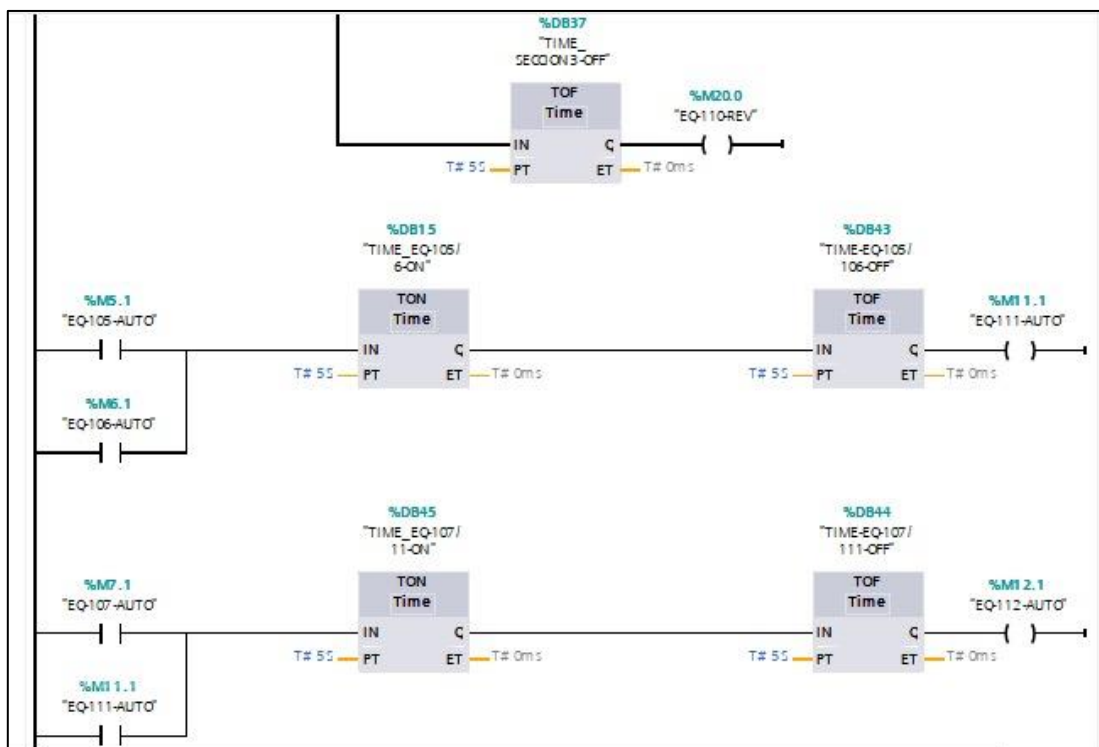 %DB37
"TIME_
SECCION3-OFF"
TOF
Time
%M20.0
"EQ-110-REV"
IN Q
T# 5S PT ET T# 0ms
%DB15
"TIME_EQ-105/
6-ON"
TON
Time
%DB43
"TIME-EQ-105/
106-OFF"
TOF
Time
%M5.1
"EQ-105-AUTO"
%M11.1
"EQ-111-AUTO"
IN Q IN Q
T# 5S PT ET T# 0ms T# 5S PT ET T# 0ms
%M6.1
"EQ-106-AUTO"
%DB45
"TIME_EQ-107/
11-ON"
TON
Time
%DB44
"TIME-EQ-107/
111-OFF"
TOF
Time
%M7.1
"EQ-107-AUTO"
%M12.1
"EQ-112-AUTO"
IN Q IN Q
T# 5S PT ET T# 0ms T# 5S PT ET T# 0ms
%M11.1
"EQ-111-AUTO"